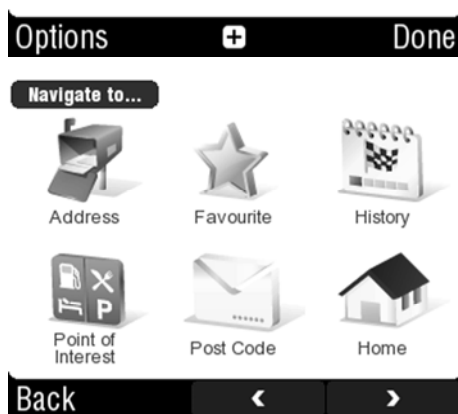 Options Done
Navigate to...
Address Favourite History
P
Point of
Interest
Post Code Home
Back